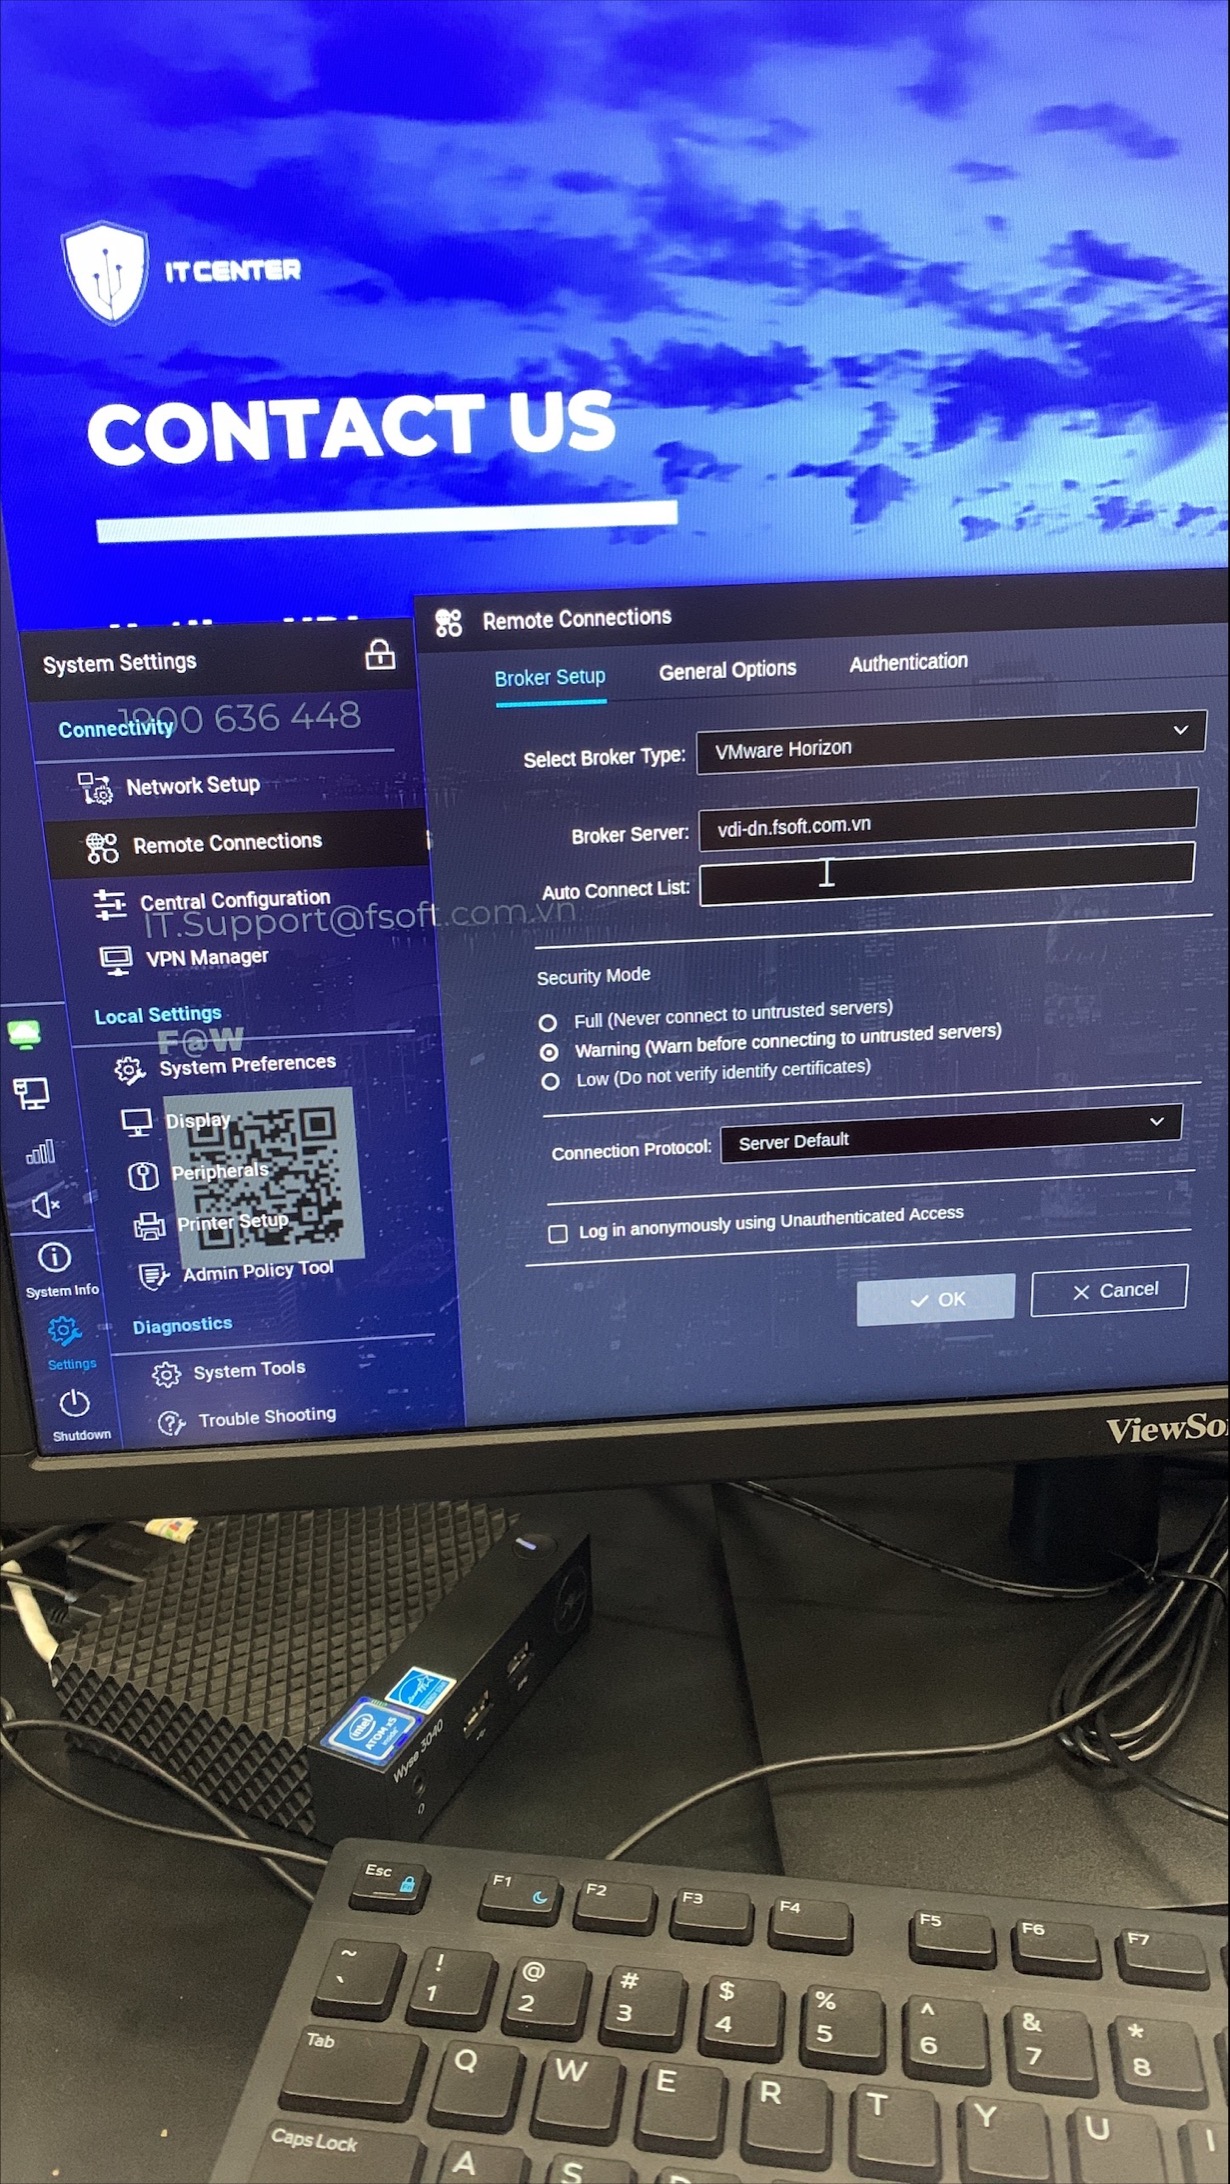 IT CENTER
CONTACT US
System Settings
Connectivity
1900 636 448
Network Setup
Remote Connections
Central Configuration
IT.Support@fsoft.com.vn
VPN Manager
Local Settings
F@W
System Preferences
Display
Peripherals
Printer Setup
Admin Policy Tool
Diagnostics
System Tools
Trouble Shooting
System Info
Settings
Shutdown
Remote Connections
Broker Setup General Options Authentication
Select Broker Type: VMware Horizon
Broker Server: vdi-dn.fsoft.com.vn
Auto Connect List:
Security Mode
Full (Never connect to untrusted servers)
Warning (Warn before connecting to untrusted servers)
Low (Do not verify identify certificates)
Connection Protocol: Server Default
Log in anonymously using Unauthenticated Access
OK Cancel
ViewSo
intel
ATOM x5
inside
Wyse 3040
Esc F1 F2 F3 F4 F5 F6 F7
~ ! @ # $ % ^ & *
` 1 2 3 4 5 6 7 8
Tab Q W E R T Y U I
Caps Lock A S